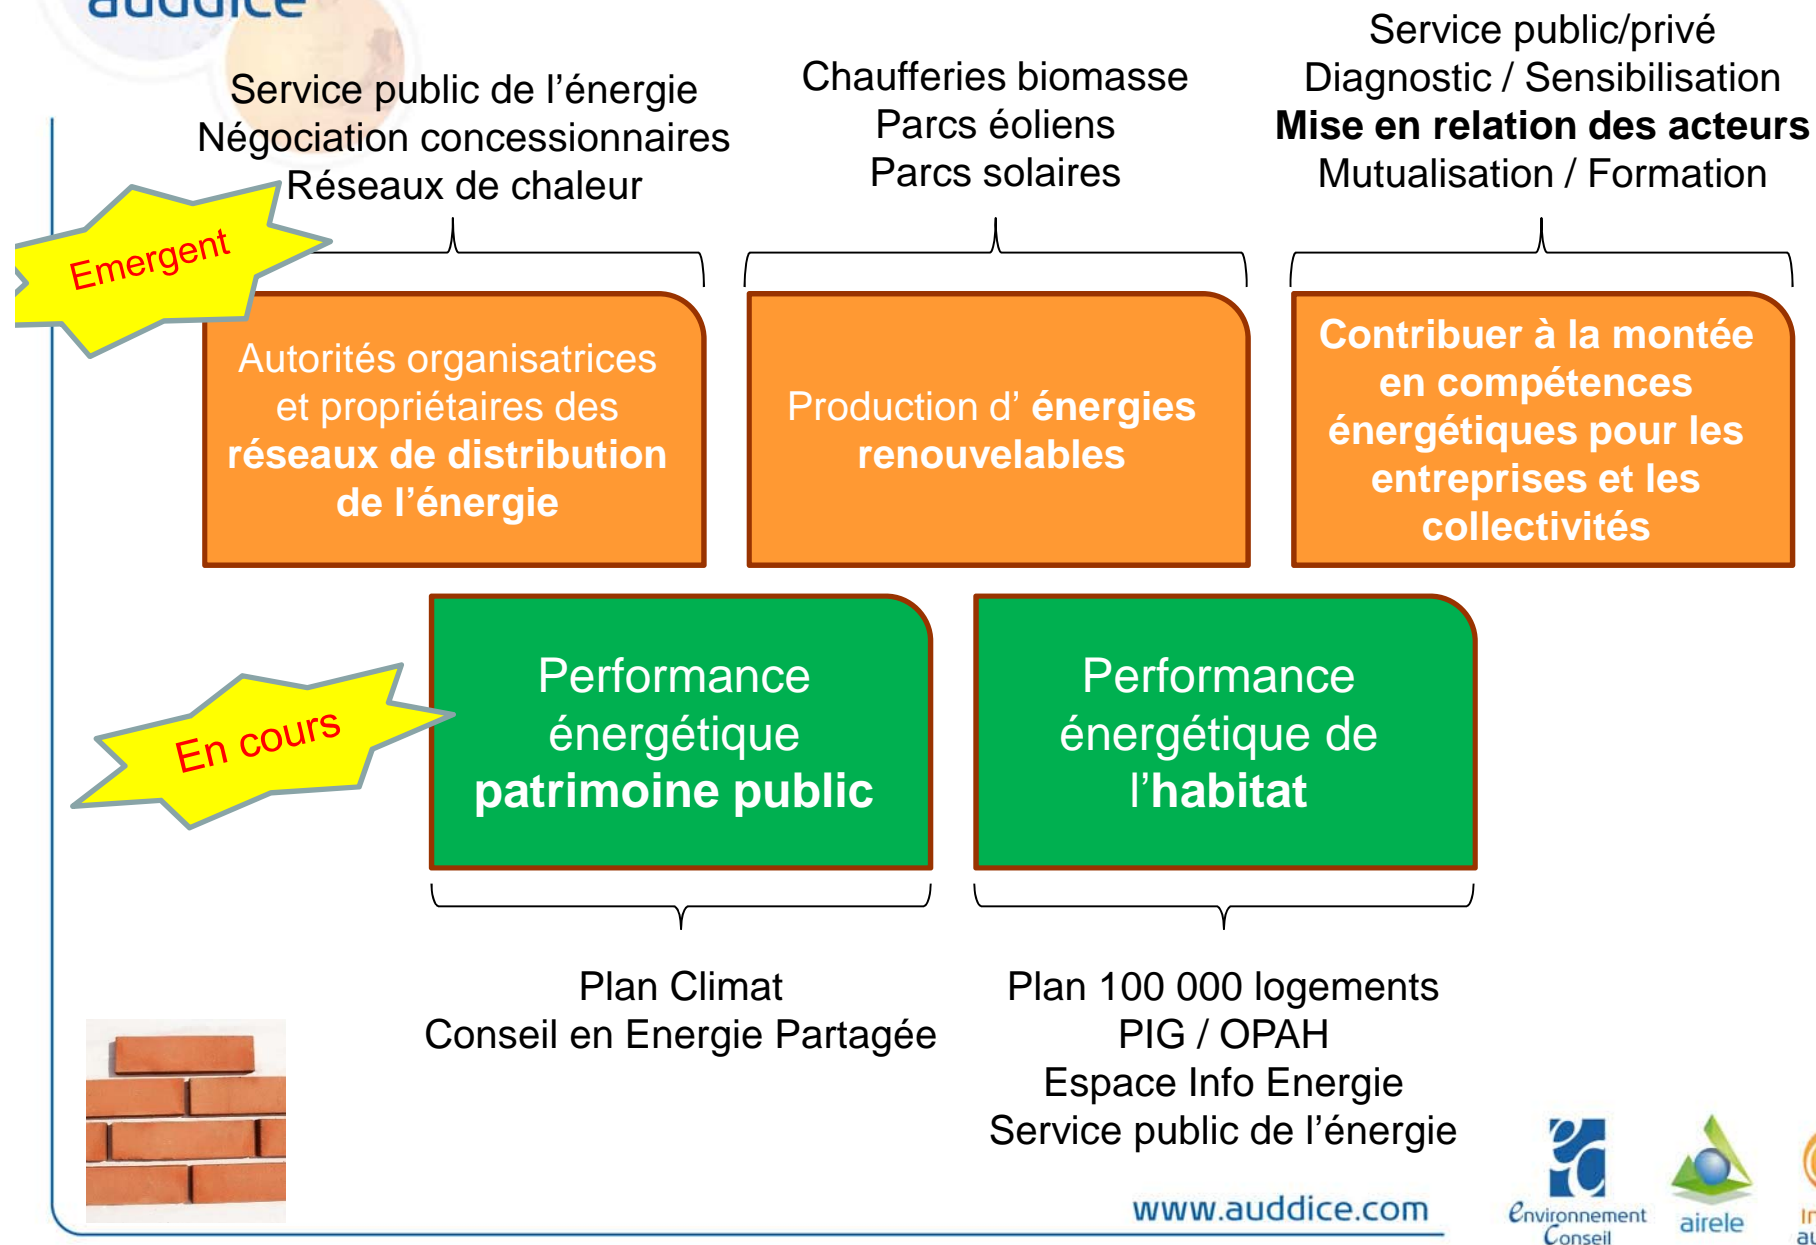 auddice
Service public de l’énergie
Négociation concessionnaires
Réseaux de chaleur
Chaufferies biomasse
Parcs éoliens
Parcs solaires
Service public/privé
Diagnostic / Sensibilisation
Mise en relation des acteurs
Mutualisation / Formation
Emergent
Autorités organisatrices
et propriétaires des
réseaux de distribution
de l’énergie
Production d’ énergies
renouvelables
Contribuer à la montée
en compétences
énergétiques pour les
entreprises et les
collectivités
En cours
Performance
énergétique
patrimoine public
Performance
énergétique de
l’habitat
Plan Climat
Conseil en Energie Partagée
Plan 100 000 logements
PIG / OPAH
Espace Info Energie
Service public de l’énergie
www.auddice.com
environnement
Conseil
airele